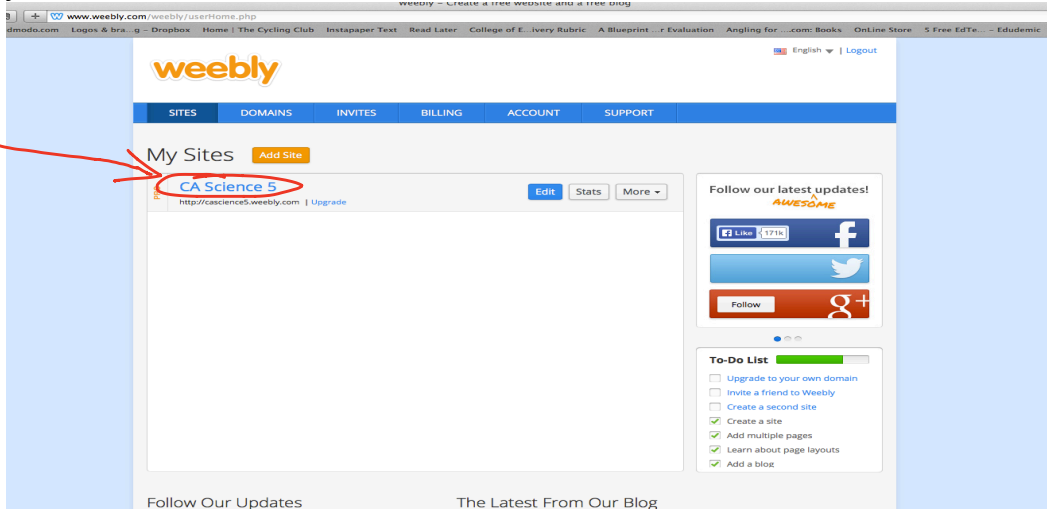 Weebly – Create a free website and a free blog
www.weebly.com/weebly/userHome.php
dmodo.com Logos & bra...g – Dropbox Home | The Cycling Club Instapaper Text Read Later College of E...ivery Rubric A Blueprint ...r Evaluation Angling for ....com: Books OnLine Store 5 Free EdTe... – Edudemic
English | Logout
weebly
SITES DOMAINS INVITES BILLING ACCOUNT SUPPORT
My Sites Add Site
CA Science 5
http://cascience5.weebly.com | Upgrade
Edit Stats More
Follow our latest updates!
AWESOME
Like 171k f
Follow g+
To-Do List
Upgrade to your own domain
Invite a friend to Weebly
Create a second site
Create a site
Add multiple pages
Learn about page layouts
Add a blog
Follow Our Updates The Latest From Our Blog